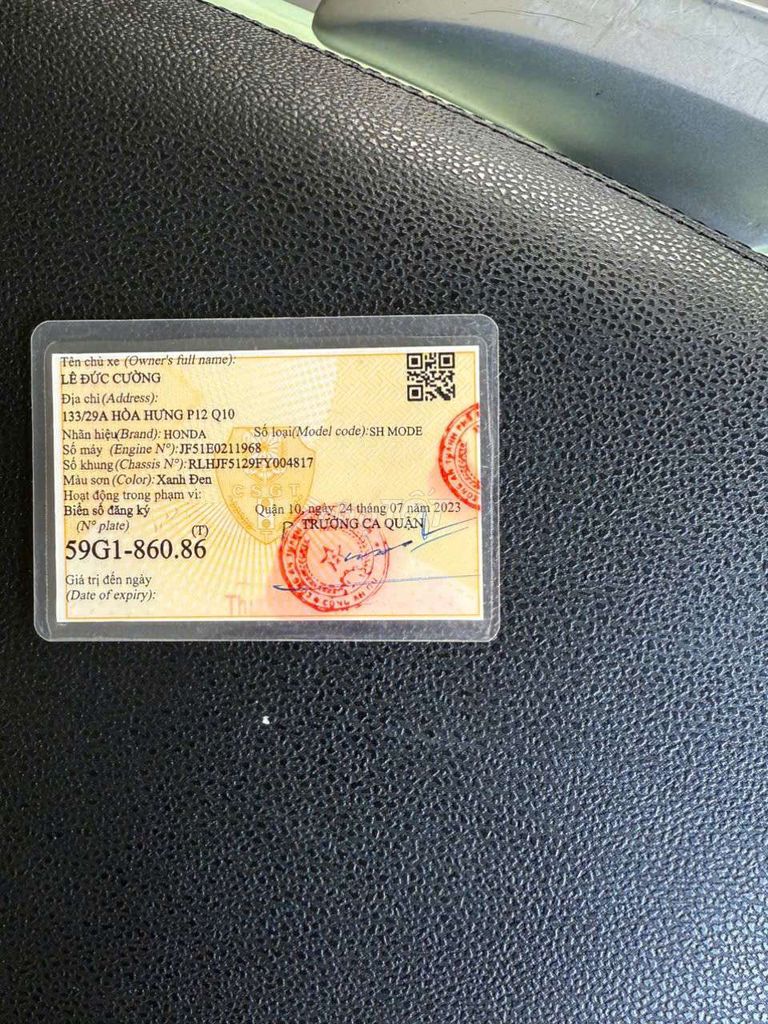 Tên chủ xe (Owner's full name):
LÊ ĐỨC CƯỜNG
Địa chỉ (Address):
133/29A HÒA HƯNG P12 Q10
Nhãn hiệu (Brand): HONDA Số loại (Model code): SH MODE
Số máy (Engine N°): JF51E0211968
Số khung (Chassis N°): RLHJF5129FY004817
Màu sơn (Color): Xanh Đen
Hoạt động trong phạm vi:
Biển số đăng ký Quận 10, ngày 24 tháng 07 năm 2023
(N° plate) TRƯỞNG CA QUẬN
(T)
59G1-860.86
Giá trị đến ngày
(Date of expiry):
CSGT